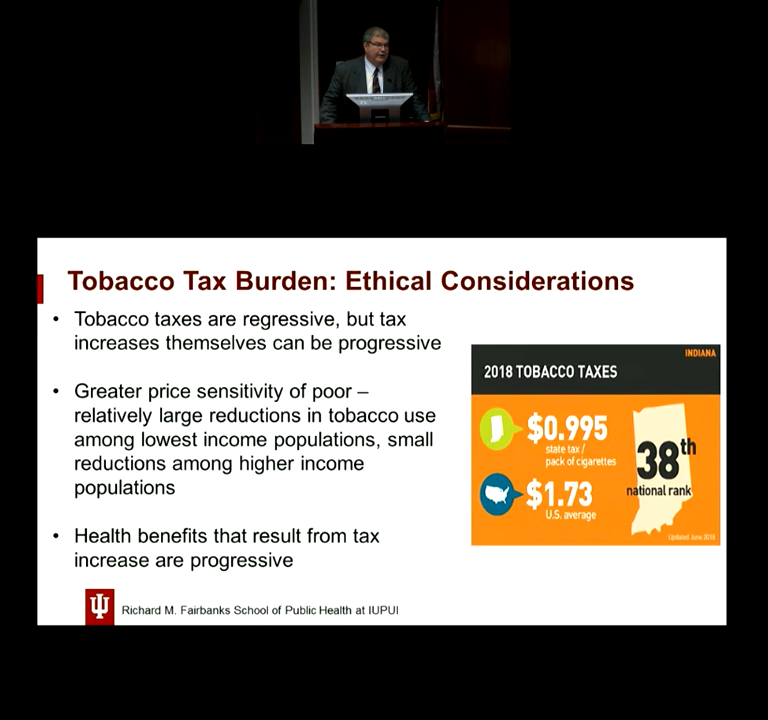 Tobacco Tax Burden: Ethical Considerations
• Tobacco taxes are regressive, but tax
increases themselves can be progressive
• Greater price sensitivity of poor –
relatively large reductions in tobacco use
among lowest income populations, small
reductions among higher income
populations
• Health benefits that result from tax
increase are progressive
INDIANA
2018 TOBACCO TAXES
$0.995
state tax /
pack of cigarettes
$1.73
U.S. average
38th
national rank
Updated June 2018
Richard M. Fairbanks School of Public Health at IUPUI